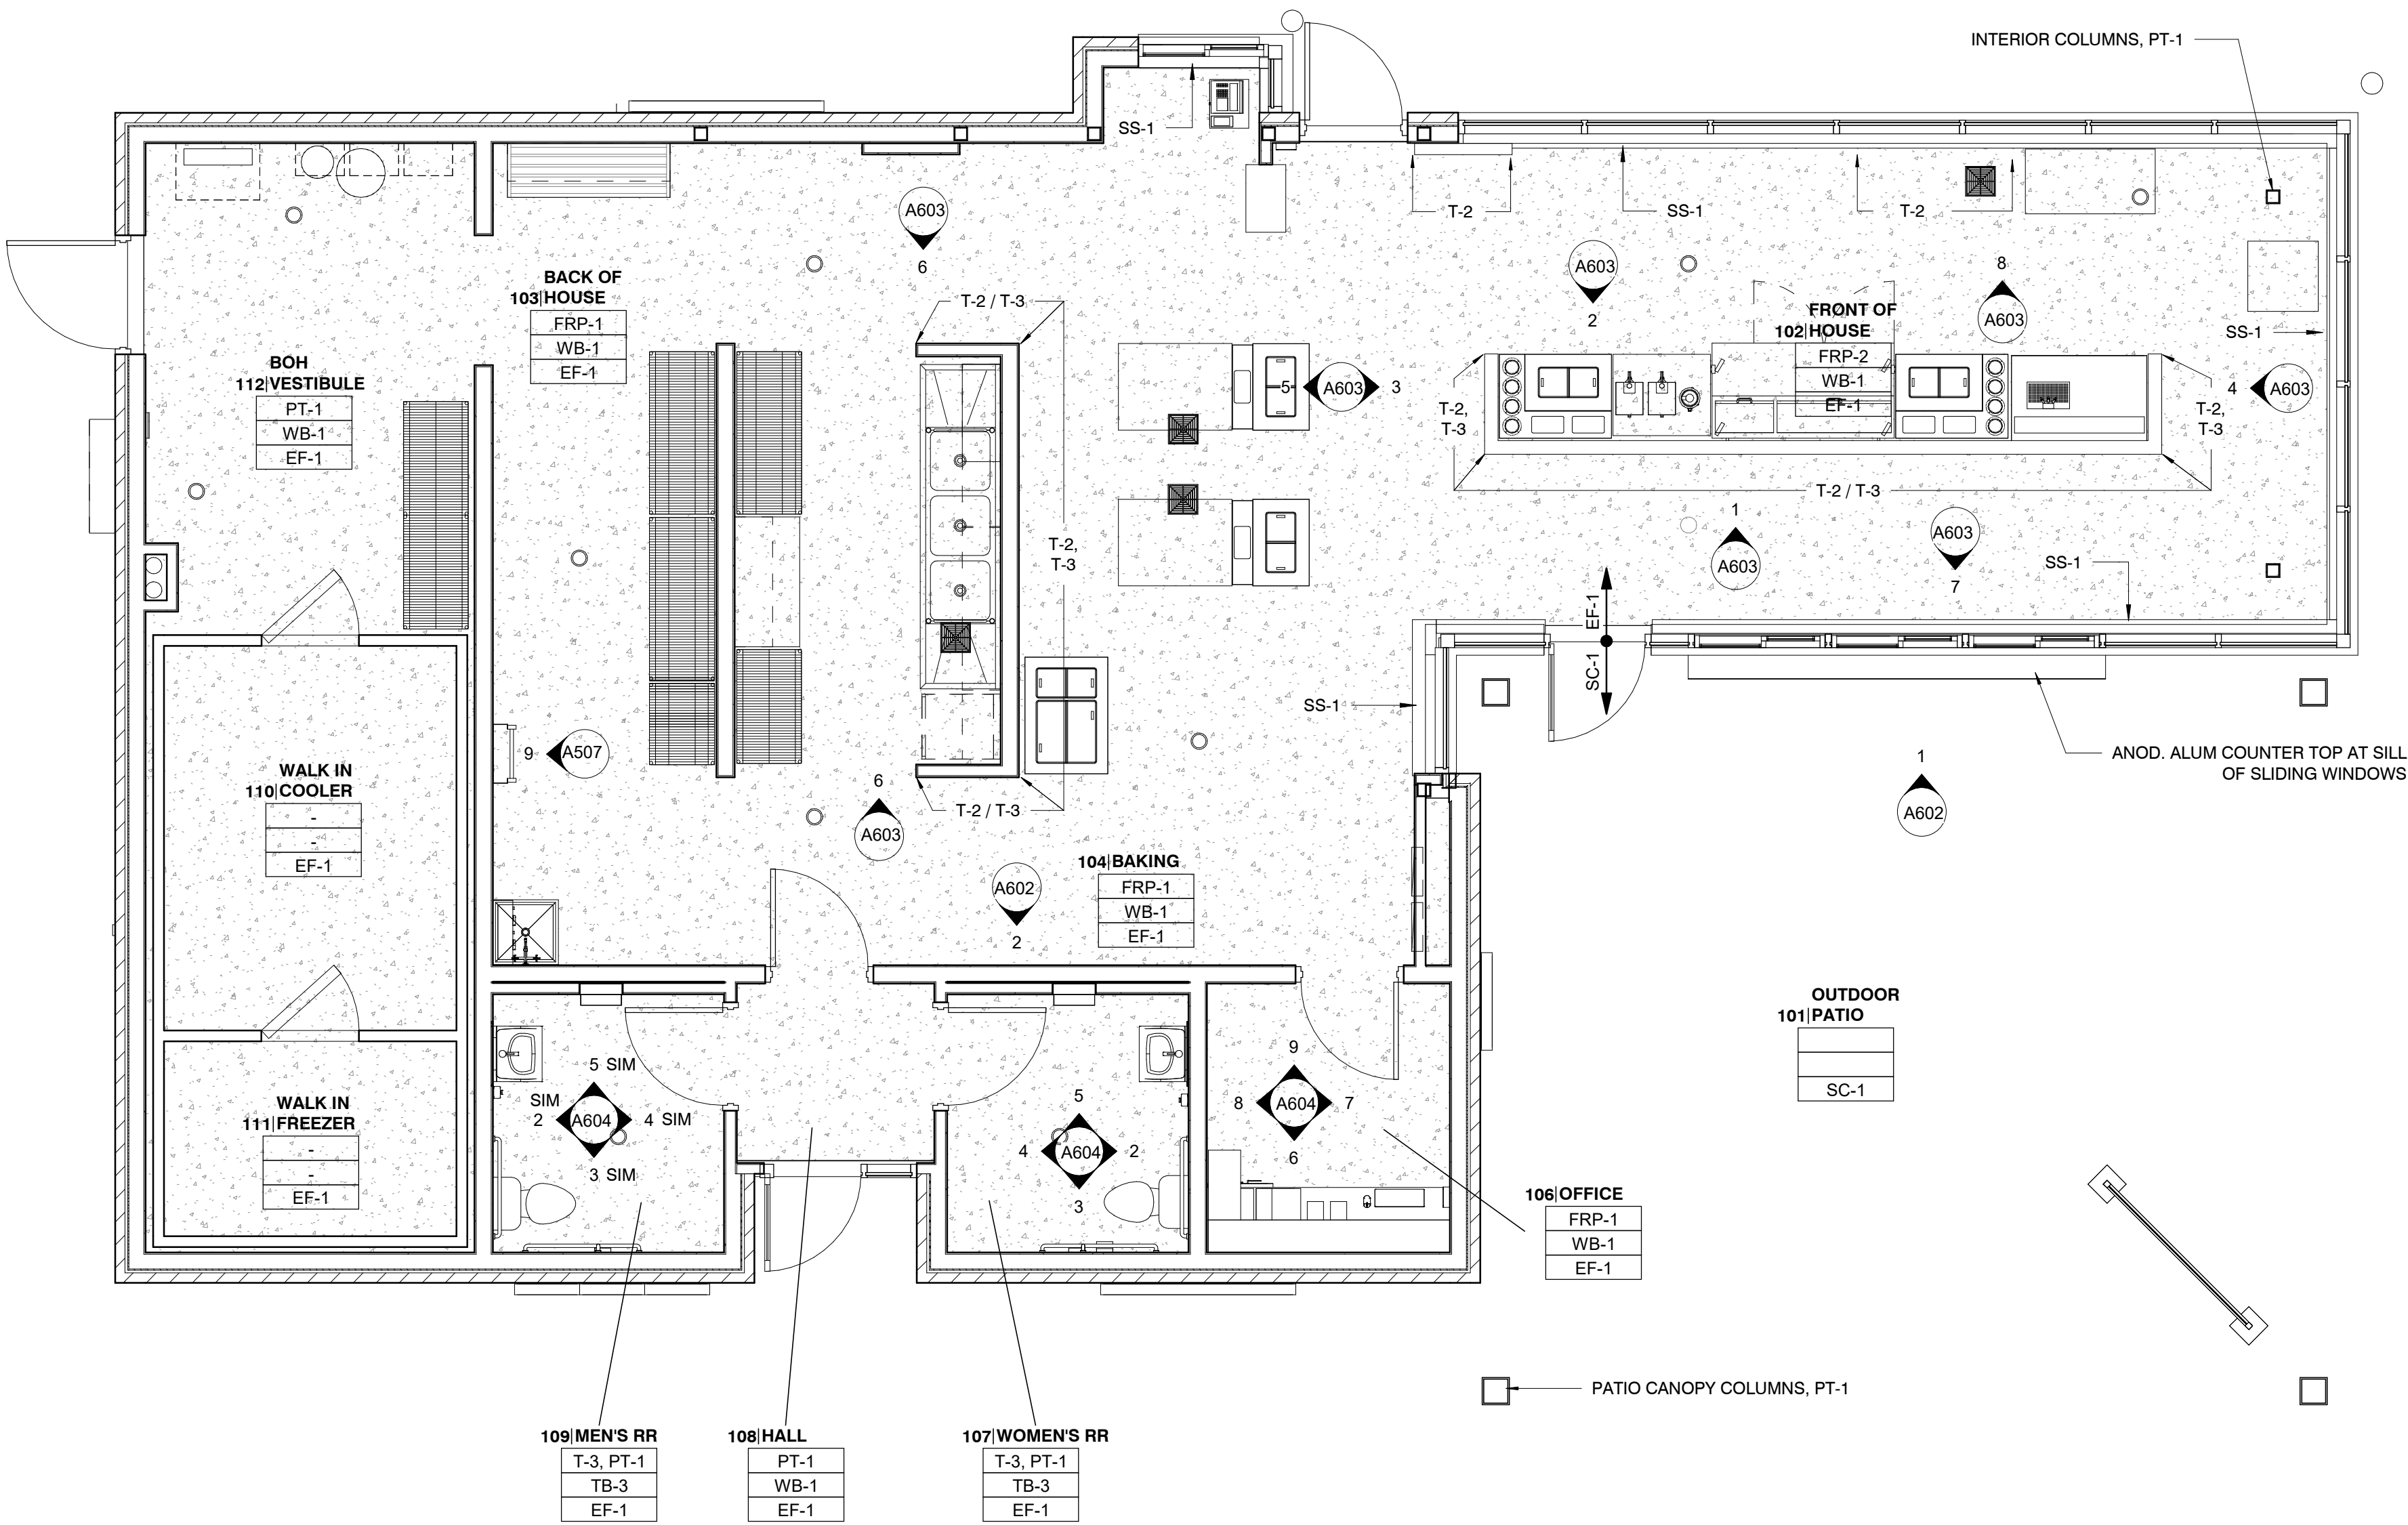 INTERIOR COLUMNS, PT-1
SS-1
T-2
SS-1
T-2
A603
6
A603
2
8
A603
BACK OF
103|HOUSE
FRP-1
WB-1
EF-1
T-2 / T-3
FRONT OF
102|HOUSE
FRP-2
WB-1
EF-1
SS-1
BOH
112|VESTIBULE
PT-1
WB-1
EF-1
5
A603
3
4
A603
T-2,
T-3
T-2,
T-3
T-2 / T-3
T-2,
T-3
1
A603
A603
7
SS-1
EF-1
SC-1
SS-1
9
A507
ANOD. ALUM COUNTER TOP AT SILL
OF SLIDING WINDOWS
1
A602
WALK IN
110|COOLER
-
-
EF-1
6
A603
T-2 / T-3
A602
2
104|BAKING
FRP-1
WB-1
EF-1
OUTDOOR
101|PATIO
SC-1
WALK IN
111|FREEZER
-
-
EF-1
5 SIM
SIM
2
A604
4 SIM
3 SIM
5
4
A604
2
3
9
8
A604
7
6
106|OFFICE
FRP-1
WB-1
EF-1
PATIO CANOPY COLUMNS, PT-1
109|MEN'S RR
T-3, PT-1
TB-3
EF-1
108|HALL
PT-1
WB-1
EF-1
107|WOMEN'S RR
T-3, PT-1
TB-3
EF-1